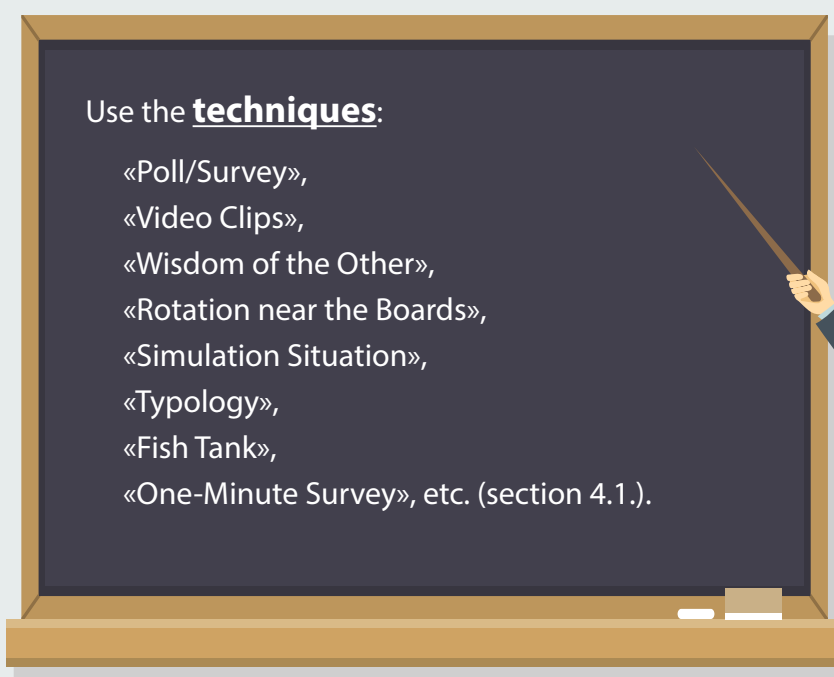 Use the techniques:
«Poll/Survey»,
«Video Clips»,
«Wisdom of the Other»,
«Rotation near the Boards»,
«Simulation Situation»,
«Typology»,
«Fish Tank»,
«One-Minute Survey», etc. (section 4.1.).